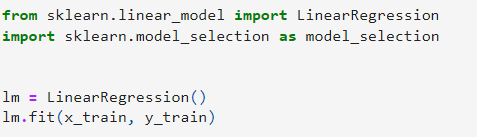 from sklearn.linear_model import LinearRegression
import sklearn.model_selection as model_selection
lm = LinearRegression()
lm.fit(x_train, y_train)